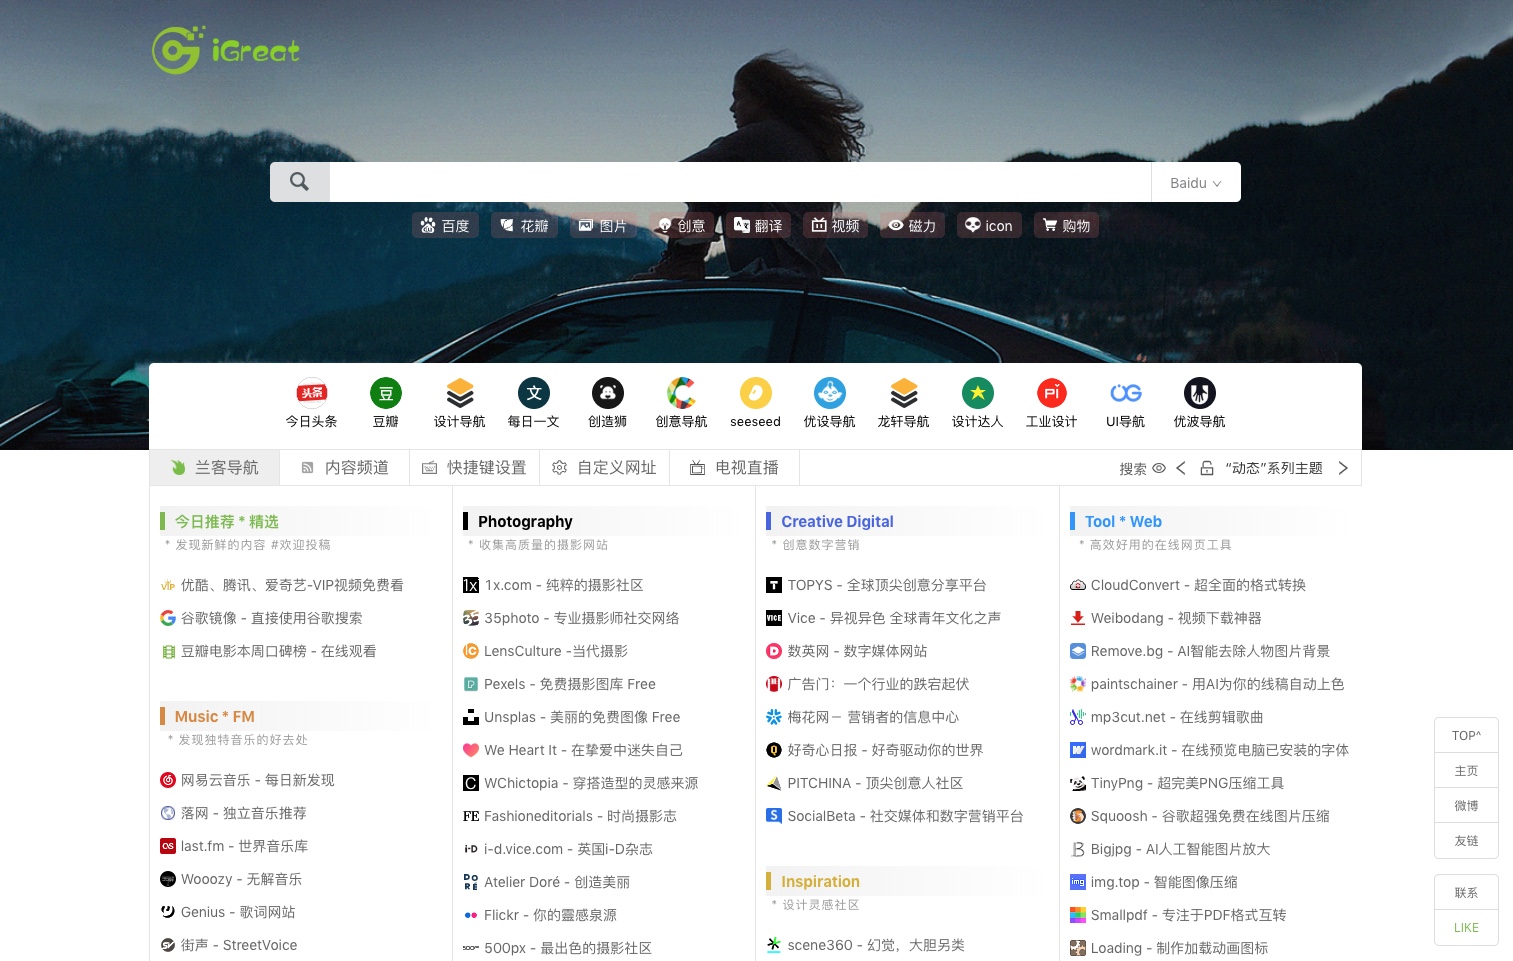 iGreat
Baidu
百度 花瓣 图片 创意 翻译 视频 磁力 icon 购物
头条 豆 文 Pi
今日头条 豆瓣 设计导航 每日一文 创造狮 创意导航 seeseed 优设导航 龙轩导航 设计达人 工业设计 UI导航 优波导航
兰客导航 内容频道 快捷键设置 自定义网址 电视直播 搜索 “动态”系列主题
今日推荐 * 精选
* 发现新鲜的内容 #欢迎投稿
VIP 优酷、腾讯、爱奇艺-VIP视频免费看
谷歌镜像 - 直接使用谷歌搜索
豆瓣电影本周口碑榜 - 在线观看
Music * FM
* 发现独特音乐的好去处
网易云音乐 - 每日新发现
落网 - 独立音乐推荐
last.fm - 世界音乐库
Wooozy - 无解音乐
Genius - 歌词网站
街声 - StreetVoice
Photography
* 收集高质量的摄影网站
1x 1x.com - 纯粹的摄影社区
35photo - 专业摄影师社交网络
LensCulture -当代摄影
Pexels - 免费摄影图库 Free
Unsplas - 美丽的免费图像 Free
We Heart It - 在挚爱中迷失自己
C WChictopia - 穿搭造型的灵感来源
FE Fashioneditorials - 时尚摄影志
i-D i-d.vice.com - 英国i-D杂志
DORÉ Atelier Doré - 创造美丽
Flickr - 你的靈感泉源
500px - 最出色的摄影社区
Creative Digital
* 创意数字营销
T TOPYS - 全球顶尖创意分享平台
VICE Vice - 异视异色 全球青年文化之声
数英网 - 数字媒体网站
广告门：一个行业的跌宕起伏
梅花网－ 营销者的信息中心
Q 好奇心日报 - 好奇驱动你的世界
PITCHINA - 顶尖创意人社区
S SocialBeta - 社交媒体和数字营销平台
Inspiration
* 设计灵感社区
scene360 - 幻觉，大胆另类
Tool * Web
* 高效好用的在线网页工具
CloudConvert - 超全面的格式转换
Weibodang - 视频下载神器
Remove.bg - AI智能去除人物图片背景
paintschainer - 用AI为你的线稿自动上色
mp3cut.net - 在线剪辑歌曲
W wordmark.it - 在线预览电脑已安装的字体
TinyPng - 超完美PNG压缩工具
Squoosh - 谷歌超强免费在线图片压缩
Bigjpg - AI人工智能图片放大
img img.top - 智能图像压缩
Smallpdf - 专注于PDF格式互转
Loading - 制作加载动画图标
TOP^
主页
微博
友链
联系
LIKE